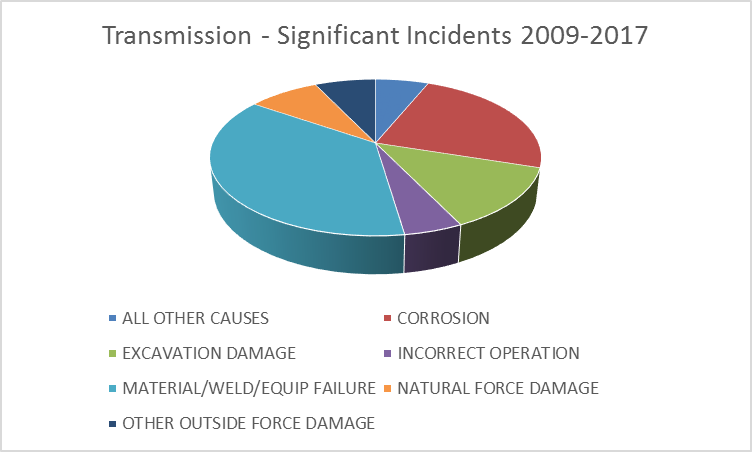 Transmission - Significant Incidents 2009-2017
ALL OTHER CAUSES
CORROSION
EXCAVATION DAMAGE
INCORRECT OPERATION
MATERIAL/WELD/EQUIP FAILURE
NATURAL FORCE DAMAGE
OTHER OUTSIDE FORCE DAMAGE